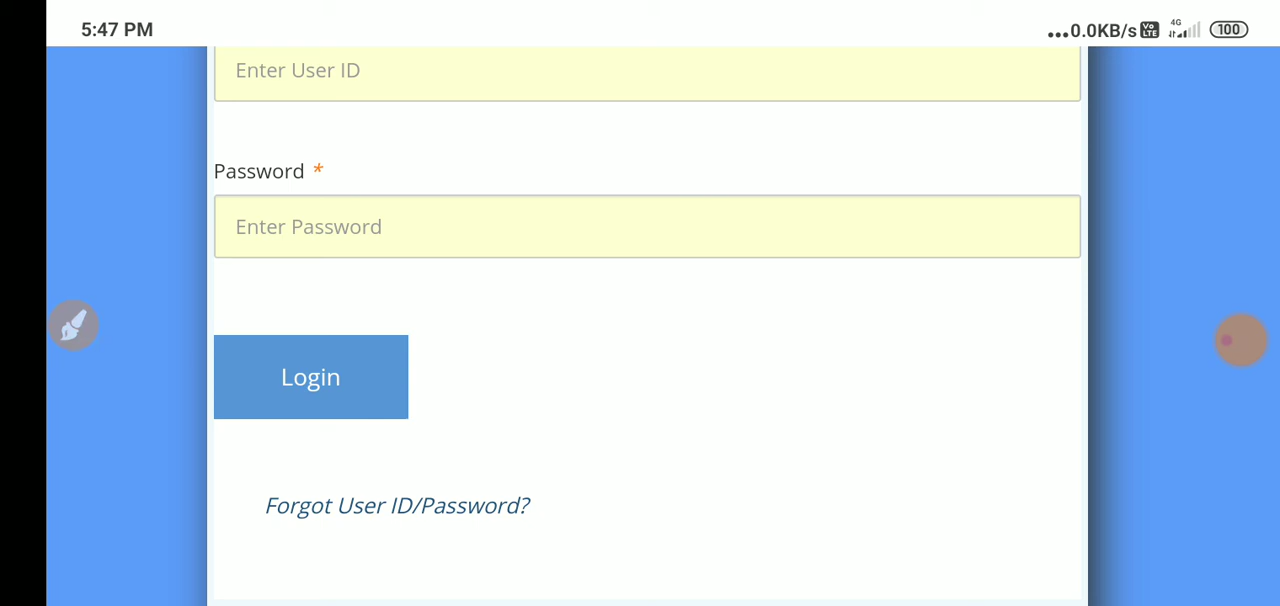 5:47 PM
...0.0KB/s Vo LTE 4G 100
Enter User ID
Password *
Enter Password
Login
Forgot User ID/Password?